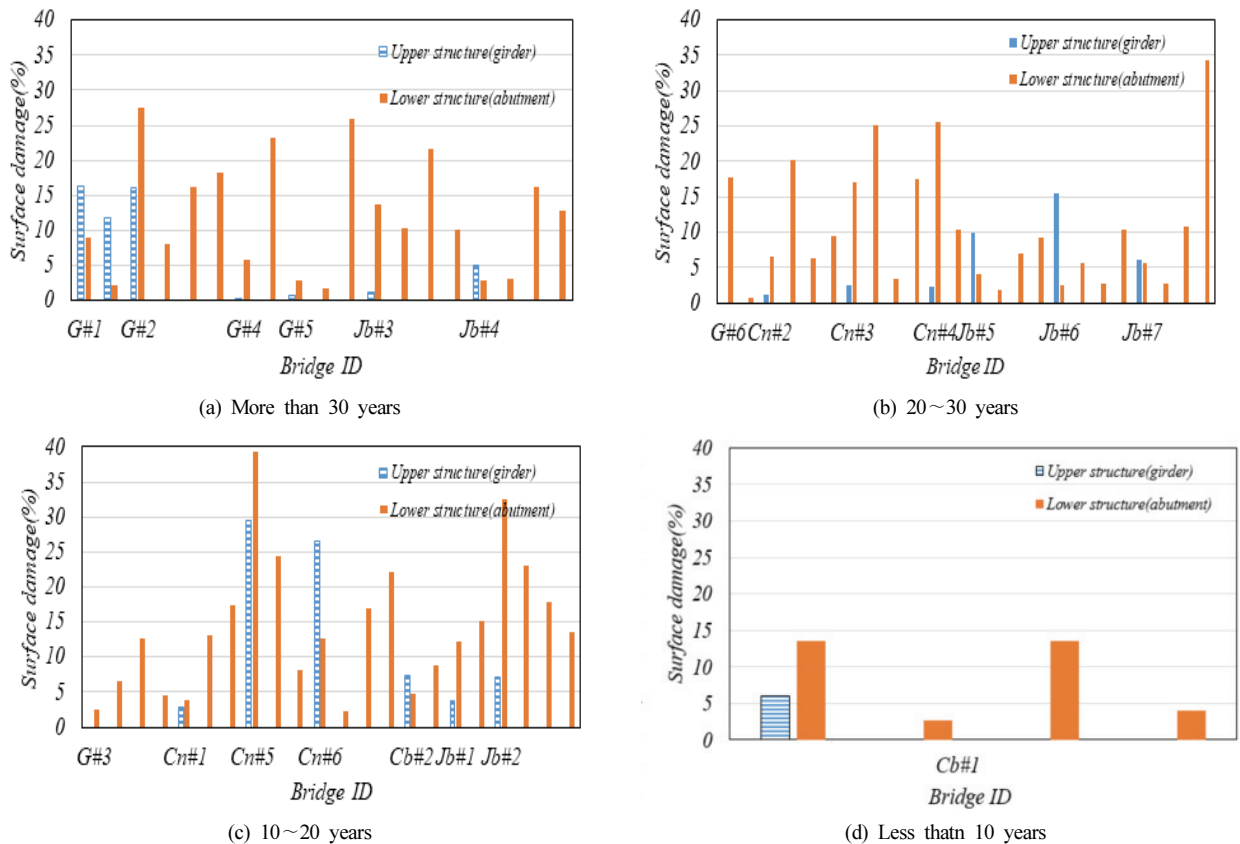 40
35
30
25
20
15
10
5
0
Surface damage(%)
Upper structure(girder)
Lower structure(abutment)
G#1 G#2 G#4 G#5 Jb#3 Jb#4
Bridge ID
(a) More than 30 years
40
35
30
25
20
15
10
5
0
Surface damage(%)
Upper structure(girder)
Lower structure(abutment)
G#6 Cn#2 Cn#3 Cn#4 Jb#5 Jb#6 Jb#7
Bridge ID
(b) 20~30 years
40
35
30
25
20
15
10
5
0
Surface damage(%)
Upper structure(girder)
Lower structure(abutment)
G#3 Cn#1 Cn#5 Cn#6 Cb#2 Jb#1 Jb#2
Bridge ID
(c) 10~20 years
40
35
30
25
20
15
10
5
0
Surface damage(%)
Upper structure(girder)
Lower structure(abutment)
Cb#1
Bridge ID
(d) Less thatn 10 years